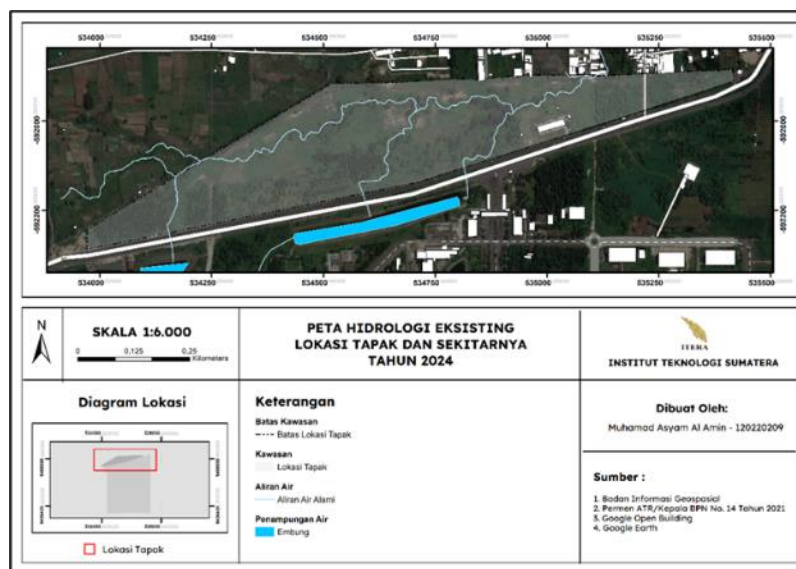 534000 534250 534500 534750 535000 535250 535500
534000 534250 534500 534750 535000 535250 535500
N
SKALA 1:6.000
0 0,125 0,25
Kilometers
PETA HIDROLOGI EKSISTING
LOKASI TAPAK DAN SEKITARNYA
TAHUN 2024
ITERA
INSTITUT TEKNOLOGI SUMATERA
Diagram Lokasi
Lokasi Tapak
Keterangan
Batas Kawasan
Batas Lokasi Tapak
Kawasan
Lokasi Tapak
Aliran Air
Aliran Air Alami
Penampungan Air
Embung
Dibuat Oleh:
Muhamad Asyam Al Amin - 120220209
Sumber :
1. Badan Informasi Geospasial
2. Permen ATR/Kepala BPN No. 14 Tahun 2021
3. Google Open Building
4. Google Earth